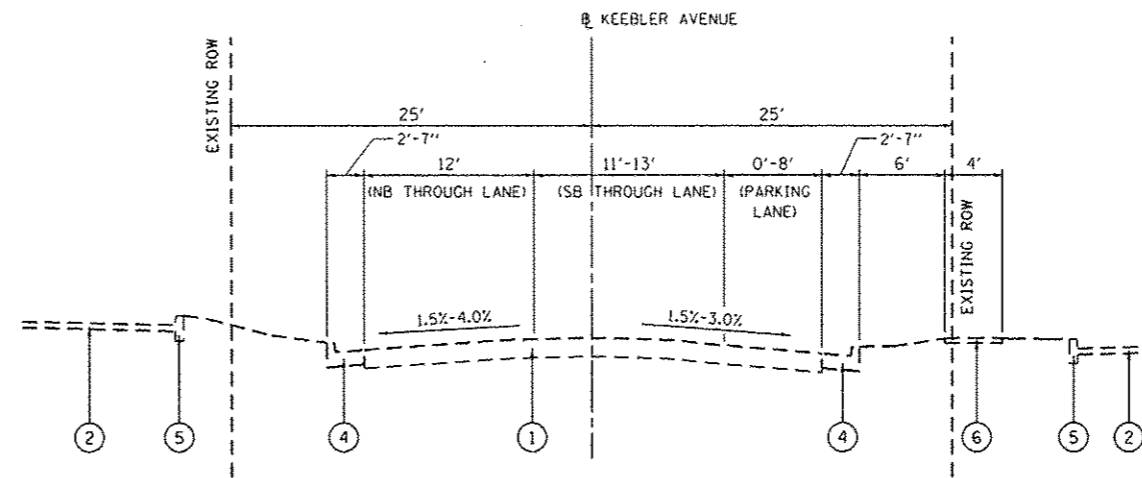 ℄ KEEBLER AVENUE
EXISTING ROW
25'
25'
2'-7"
2'-7"
12'
11'-13'
0'-8'
6'
4'
(NB THROUGH LANE)
(SB THROUGH LANE)
(PARKING
LANE)
EXISTING ROW
1.5%-4.0%
1.5%-3.0%
2
5
4
1
4
6
5
2